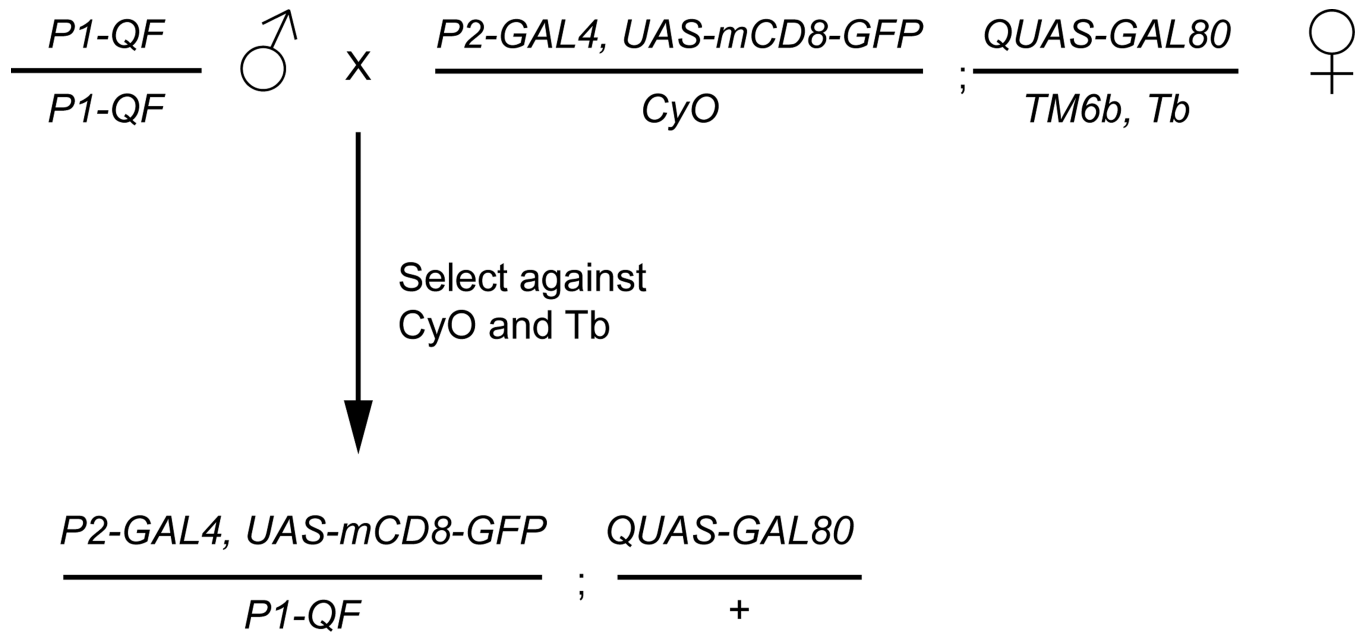 P1-QF ♂ x P2-GAL4, UAS-mCD8-GFP ; QUAS-GAL80 ♀
P1-QF CyO TM6b, Tb
Select against
CyO and Tb
P2-GAL4, UAS-mCD8-GFP ; QUAS-GAL80
P1-QF +